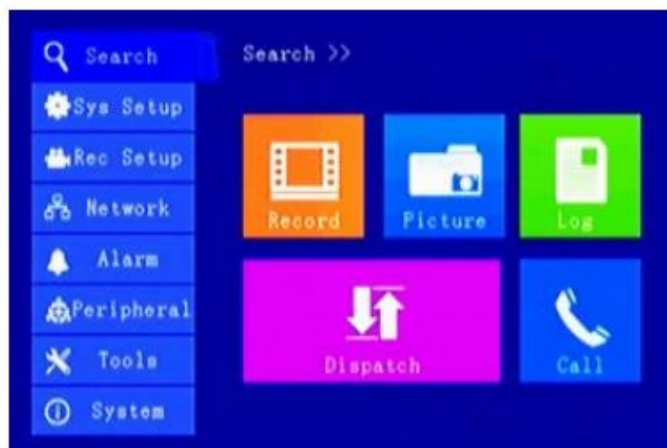 Search
Sys Setup
Rec Setup
Network
Alarm
Peripheral
Tools
System
Search >>
Record
Picture
Log
Dispatch
Call